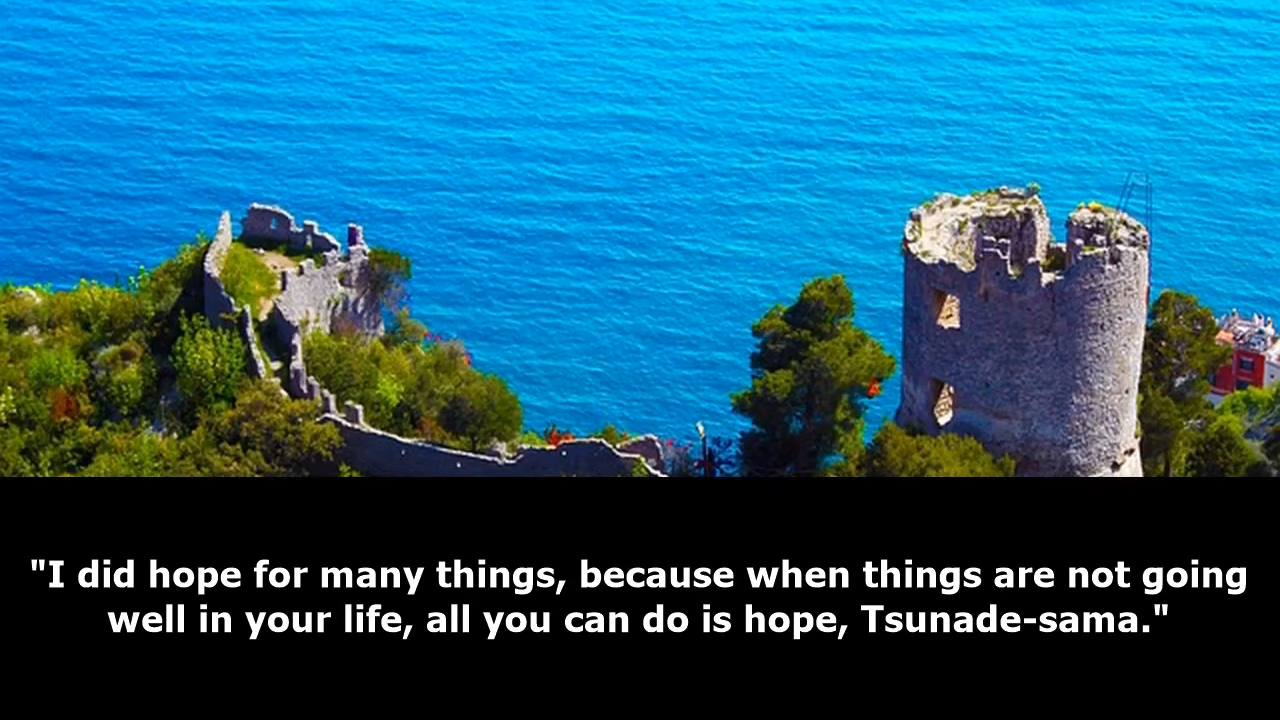 "I did hope for many things, because when things are not going
well in your life, all you can do is hope, Tsunade-sama."